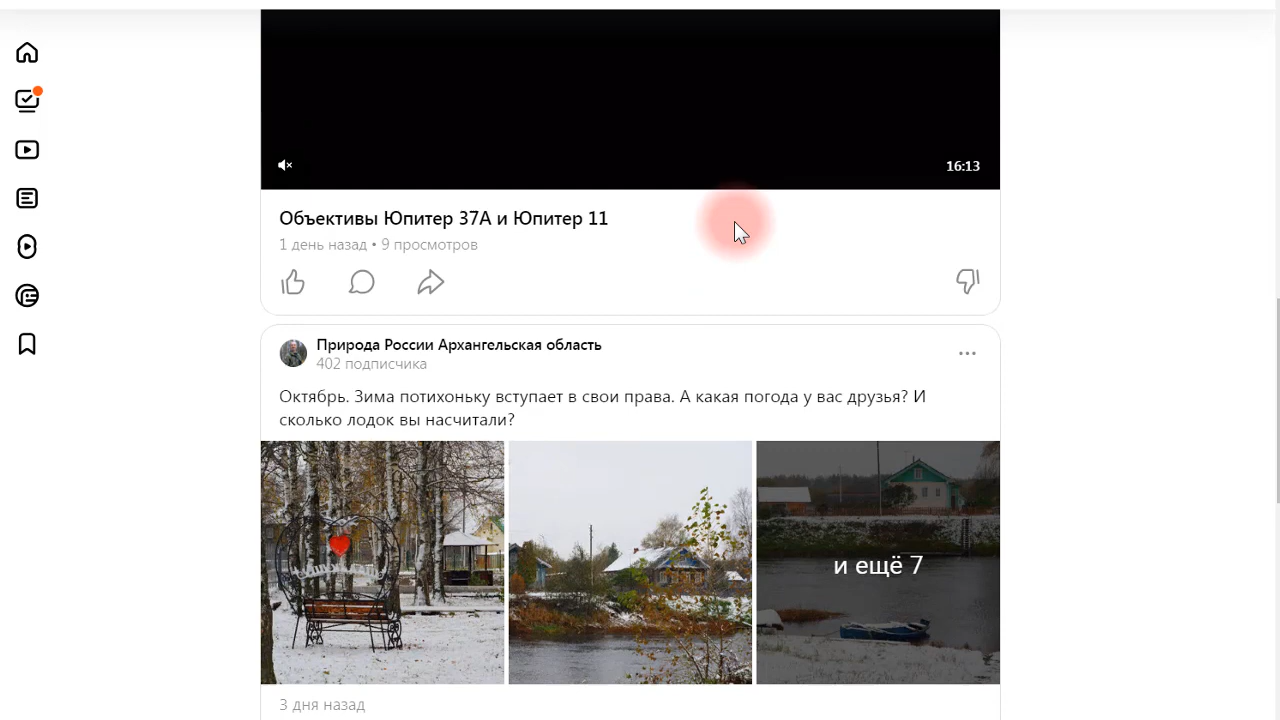 16:13
Объективы Юпитер 37А и Юпитер 11
1 день назад • 9 просмотров
Природа России Архангельская область
402 подписчика
Октябрь. Зима потихоньку вступает в свои права. А какая погода у вас друзья? И
сколько лодок вы насчитали?
и ещё 7
3 дня назад